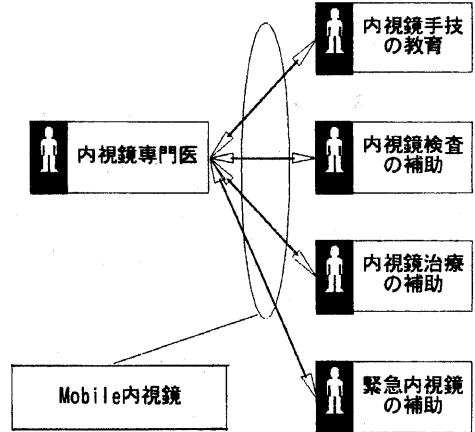 内視鏡手技
の教育
内視鏡専門医
内視鏡検査
の補助
内視鏡治療
の補助
Mobile内視鏡
緊急内視鏡
の補助